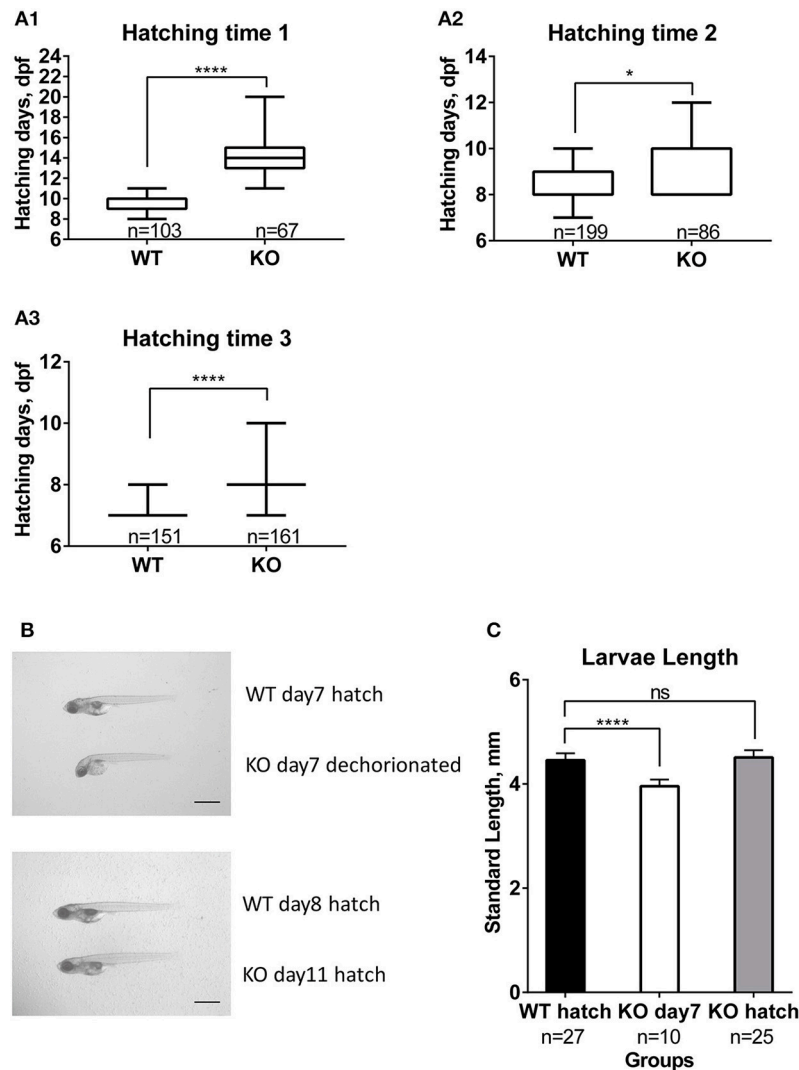 A1
Hatching time 1
Hatching days, dpf
24
22
20
18
16
14
12
10
8
6
****
n=103
n=67
WT
KO
A2
Hatching time 2
Hatching days, dpf
14
12
10
8
6
*
n=199
n=86
WT
KO
A3
Hatching time 3
Hatching days, dpf
12
10
8
6
****
n=151
n=161
WT
KO
B
WT day7 hatch
KO day7 dechorionated
WT day8 hatch
KO day11 hatch
C
Larvae Length
Standard Length, mm
6
4
2
0
ns
****
WT hatch KO day7 KO hatch
n=27 n=10 n=25
Groups